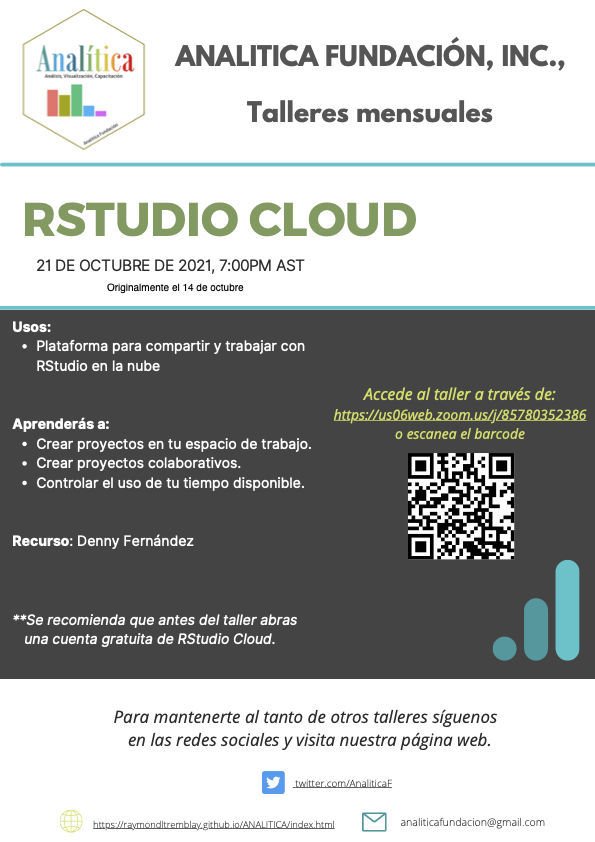 Analítica
Análisis, Visualización, Capacitación
Analítica Fundación
ANALITICA FUNDACIÓN, INC.,
Talleres mensuales
RSTUDIO CLOUD
21 DE OCTUBRE DE 2021, 7:00PM AST
Originalmente el 14 de octubre
Usos:
• Plataforma para compartir y trabajar con
RStudio en la nube
Aprenderás a:
• Crear proyectos en tu espacio de trabajo.
• Crear proyectos colaborativos.
• Controlar el uso de tu tiempo disponible.
Recurso: Denny Fernández
**Se recomienda que antes del taller abras
una cuenta gratuita de RStudio Cloud.
Accede al taller a través de:
https://us06web.zoom.us/j/85780352386
o escanea el barcode
Para mantenerte al tanto de otros talleres síguenos
en las redes sociales y visita nuestra página web.
twitter.com/AnaliticaF
https://raymondltremblay.github.io/ANALITICA/index.html
analiticafundacion@gmail.com